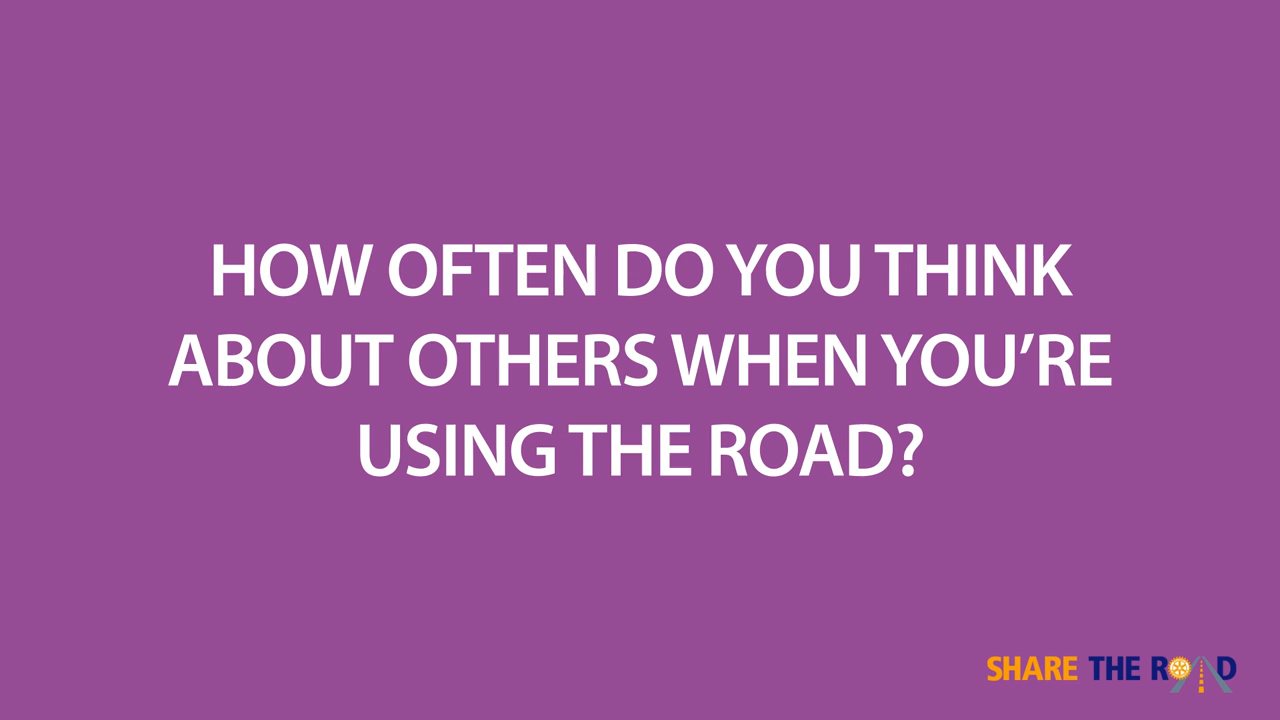 HOW OFTEN DO YOU THINK
ABOUT OTHERS WHEN YOU’RE
USING THE ROAD?
SHARE THE ROAD